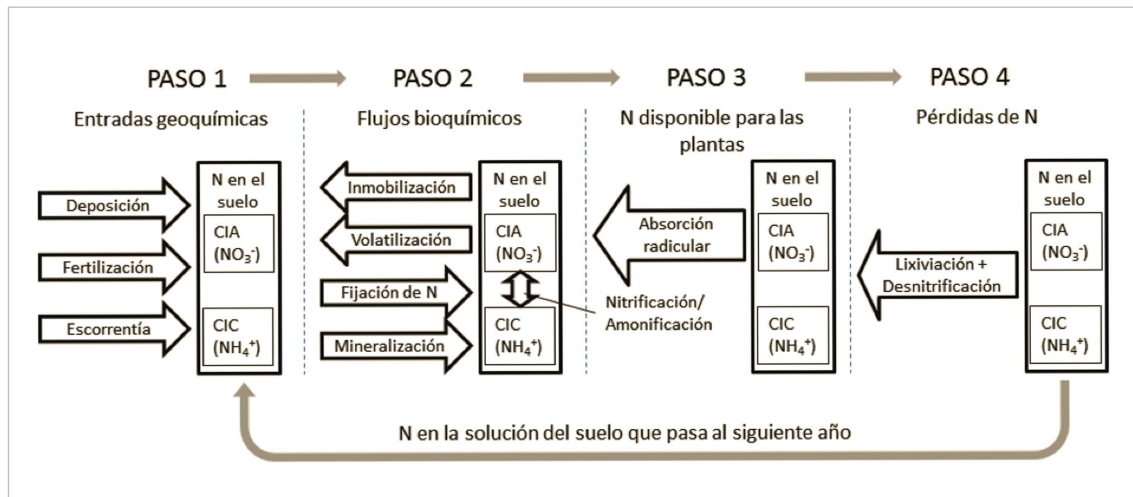 PASO 1
PASO 2
PASO 3
PASO 4
Entradas geoquímicas
Flujos bioquímicos
N disponible para las
plantas
Pérdidas de N
Deposición
Fertilización
Escorrentía
N en el
suelo
CIA
(NO₃⁻)
CIC
(NH₄⁺)
Inmobilización
Volatilización
Fijación de N
Mineralización
N en el
suelo
CIA
(NO₃⁻)
CIC
(NH₄⁺)
Nitrificación/
Amonificación
Absorción
radicular
N en el
suelo
CIA
(NO₃⁻)
CIC
(NH₄⁺)
Lixiviación +
Desnitrificación
N en el
suelo
CIA
(NO₃⁻)
CIC
(NH₄⁺)
N en la solución del suelo que pasa al siguiente año